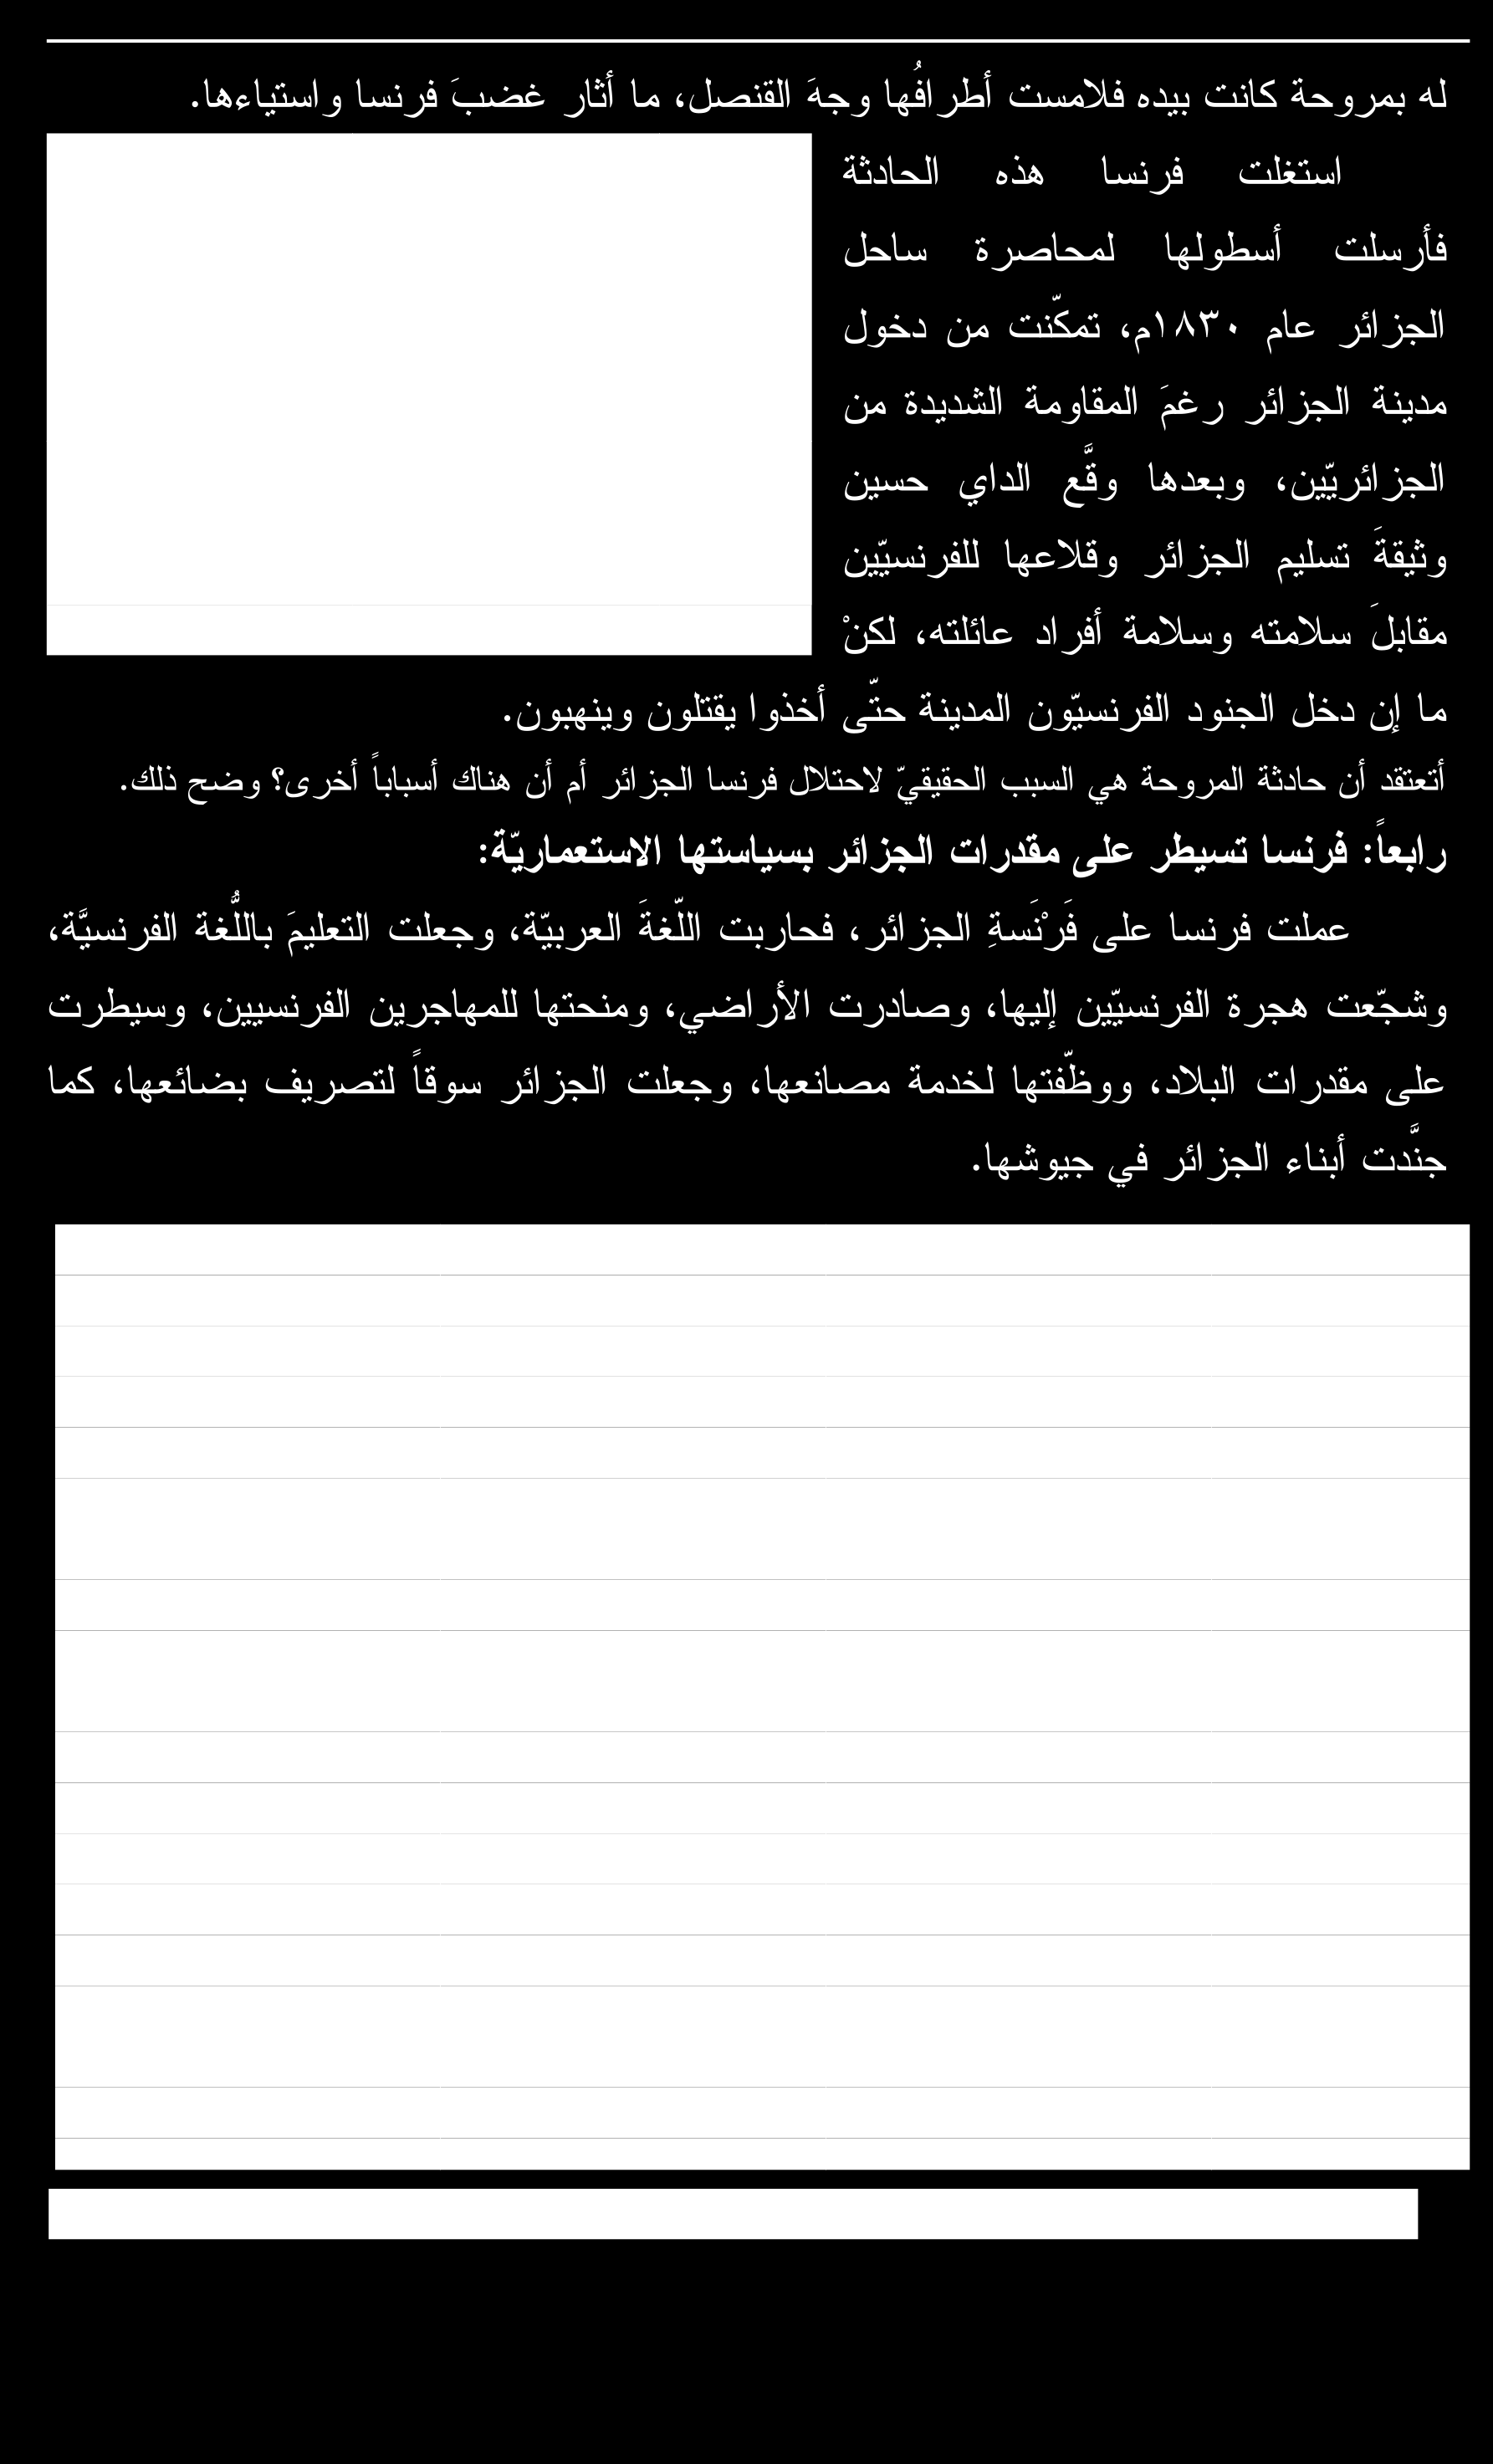 له بمروحة كانت بيده فلامست أطرافُها وجهَ القنصل، ما أثار غضبَ فرنسا واستياءها.
استغلت فرنسا هذه الحادثة
فأرسلت أسطولها لمحاصرة ساحل
الجزائر عام ١٨٣٠م، تمكّنت من دخول
مدينة الجزائر رغمَ المقاومة الشديدة من
الجزائريّين، وبعدها وقَّع الداي حسين
وثيقةَ تسليم الجزائر وقلاعها للفرنسيّين
مقابلَ سلامته وسلامة أفراد عائلته، لكنْ
ما إن دخل الجنود الفرنسيّون المدينة حتّى أخذوا يقتلون وينهبون.
أتعتقد أن حادثة المروحة هي السبب الحقيقيّ لاحتلال فرنسا الجزائر أم أن هناك أسباباً أخرى؟ وضح ذلك.
رابعاً: فرنسا تسيطر على مقدرات الجزائر بسياستها الاستعماريّة:
عملت فرنسا على فَرْنَسةِ الجزائر، فحاربت اللّغةَ العربيّة، وجعلت التعليمَ باللُّغة الفرنسيَّة،
وشجّعت هجرة الفرنسيّين إليها، وصادرت الأراضي، ومنحتها للمهاجرين الفرنسيين، وسيطرت
على مقدرات البلاد، ووظّفتها لخدمة مصانعها، وجعلت الجزائر سوقاً لتصريف بضائعها، كما
جنَّدت أبناء الجزائر في جيوشها.